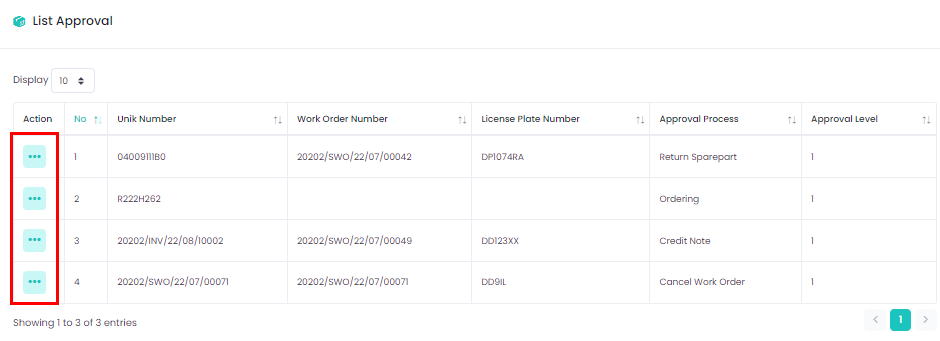 List Approval
Display 10
Action No Unik Number Work Order Number License Plate Number Approval Process Approval Level
••• 1 04009111B0 20202/SWO/22/07/00042 DP1074RA Return Sparepart 1
••• 2 R222H262 Ordering 1
••• 3 20202/INV/22/08/10002 20202/SWO/22/07/00049 DD123XX Credit Note 1
••• 4 20202/SWO/22/07/00071 20202/SWO/22/07/00071 DD9IL Cancel Work Order 1
Showing 1 to 3 of 3 entries
1